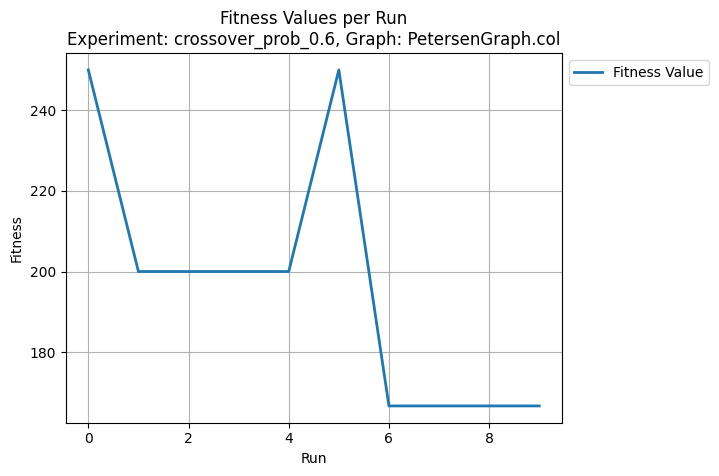 Fitness Values per Run
Experiment: crossover_prob_0.6, Graph: PetersenGraph.col
Fitness Value
240
220
200
180
Fitness
0 2 4 6 8
Run